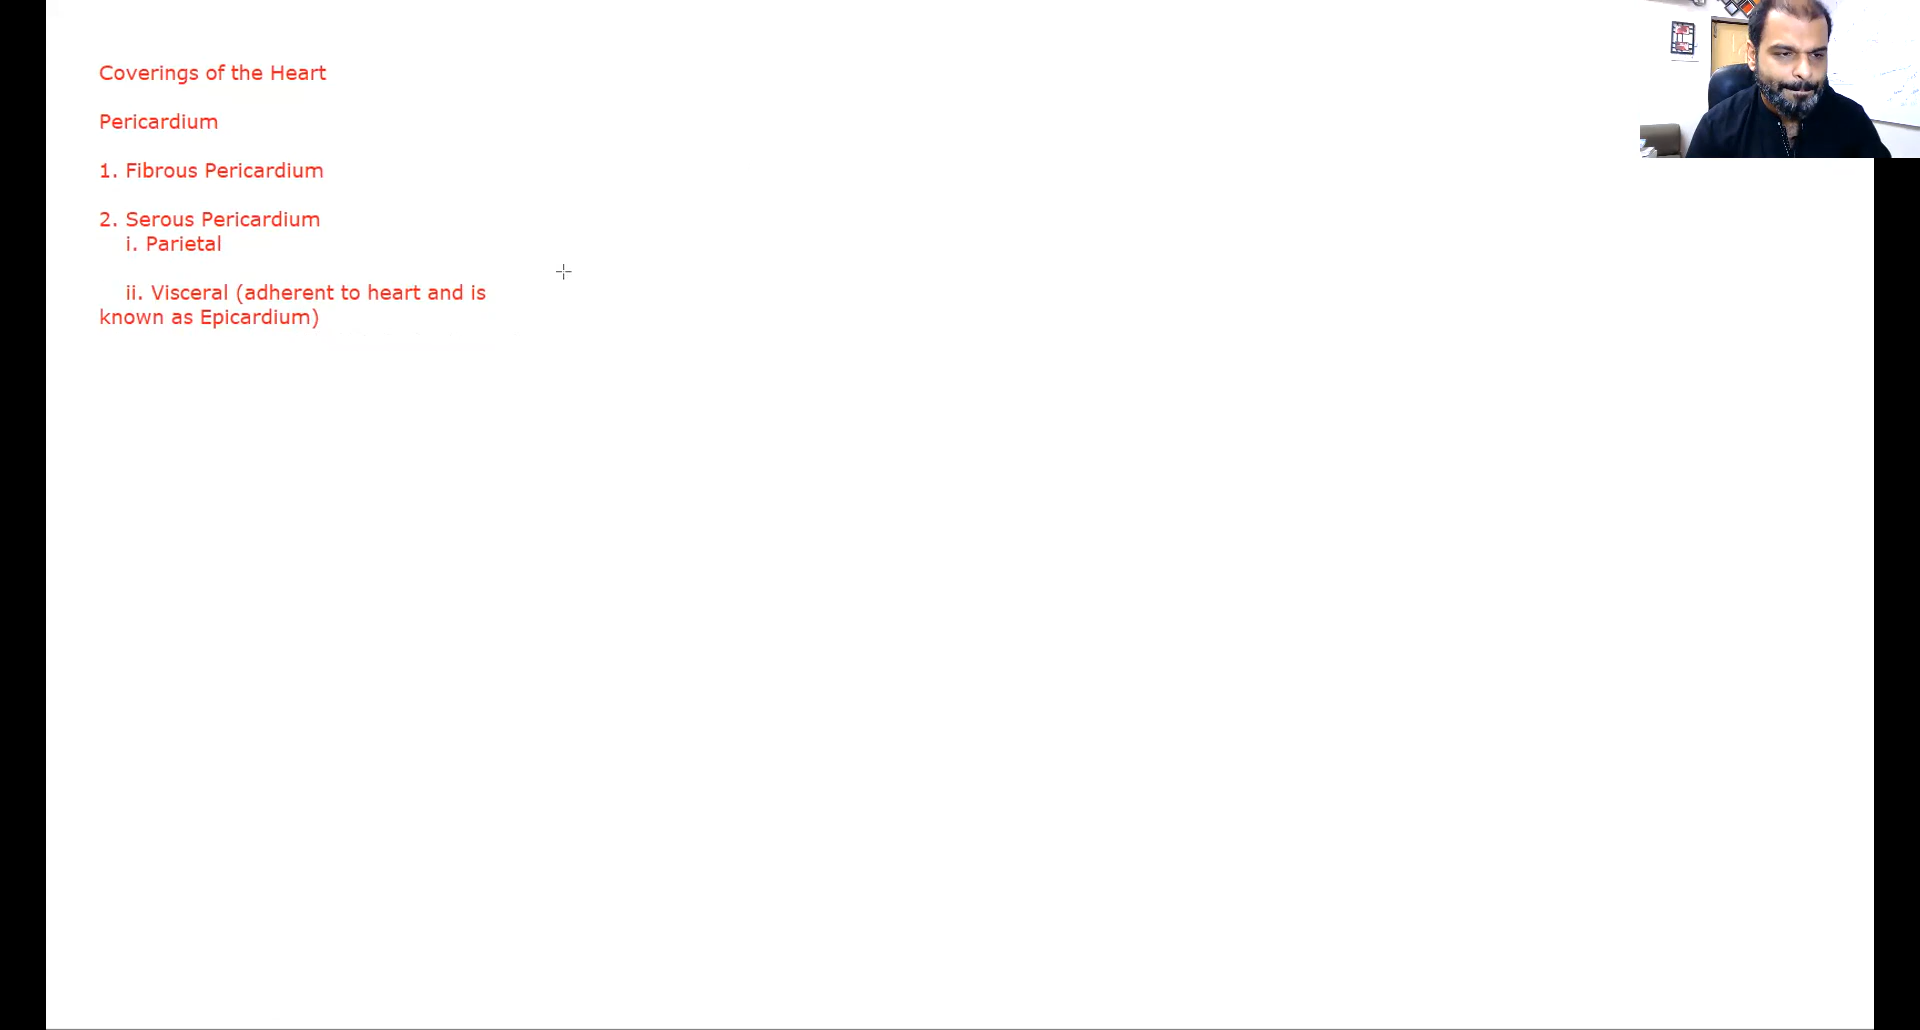 Coverings of the Heart
Pericardium
1. Fibrous Pericardium
2. Serous Pericardium
i. Parietal
ii. Visceral (adherent to heart and is
known as Epicardium)